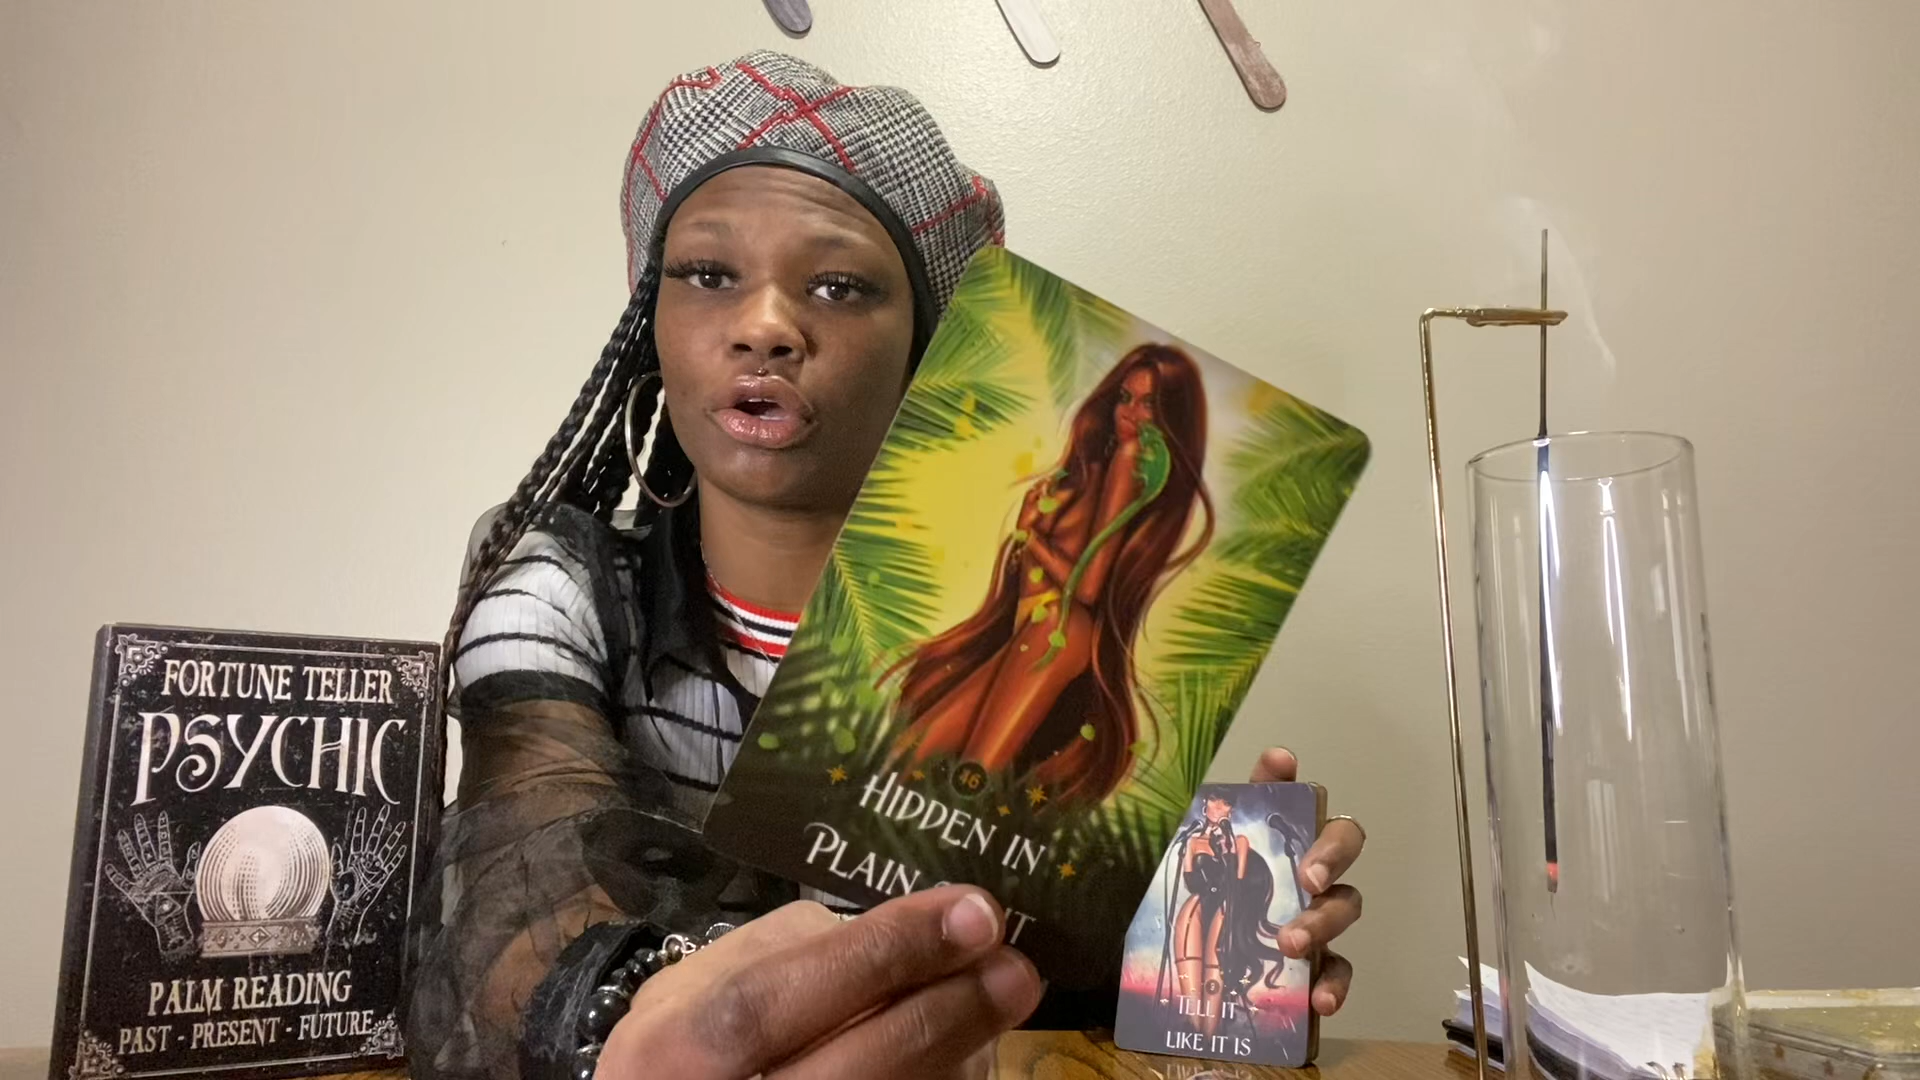 FORTUNE TELLER
PSYCHIC
PALM READING
PAST - PRESENT - FUTURE
46
HIDDEN IN
PLAIN
TELL IT
LIKE IT IS